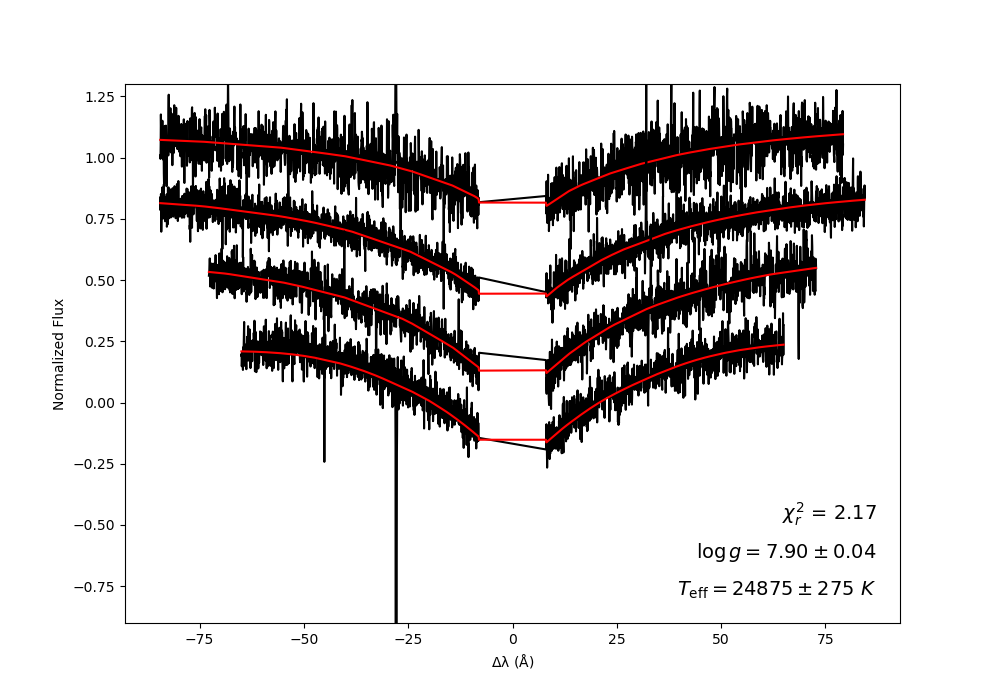 1.25
1.00
0.75
0.50
0.25
0.00
−0.25
−0.50
−0.75
Normalized Flux
χ²ᵣ = 2.17
log g = 7.90 ± 0.04
T_eff = 24875 ± 275 K
−75 −50 −25 0 25 50 75
Δλ (Å)